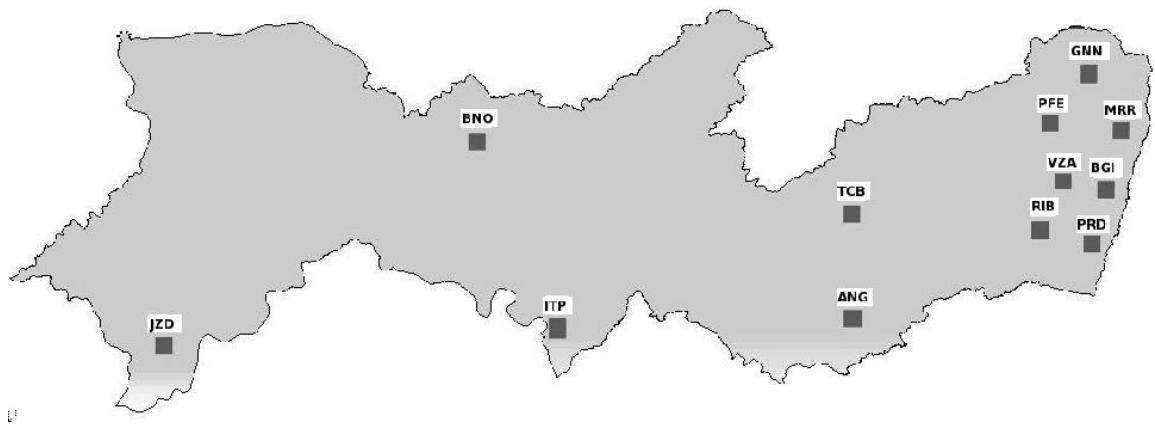 GNN
PFE
MRR
BNO
VZA
BGI
TCB
RIB
PRD
ANG
ITP
JZD